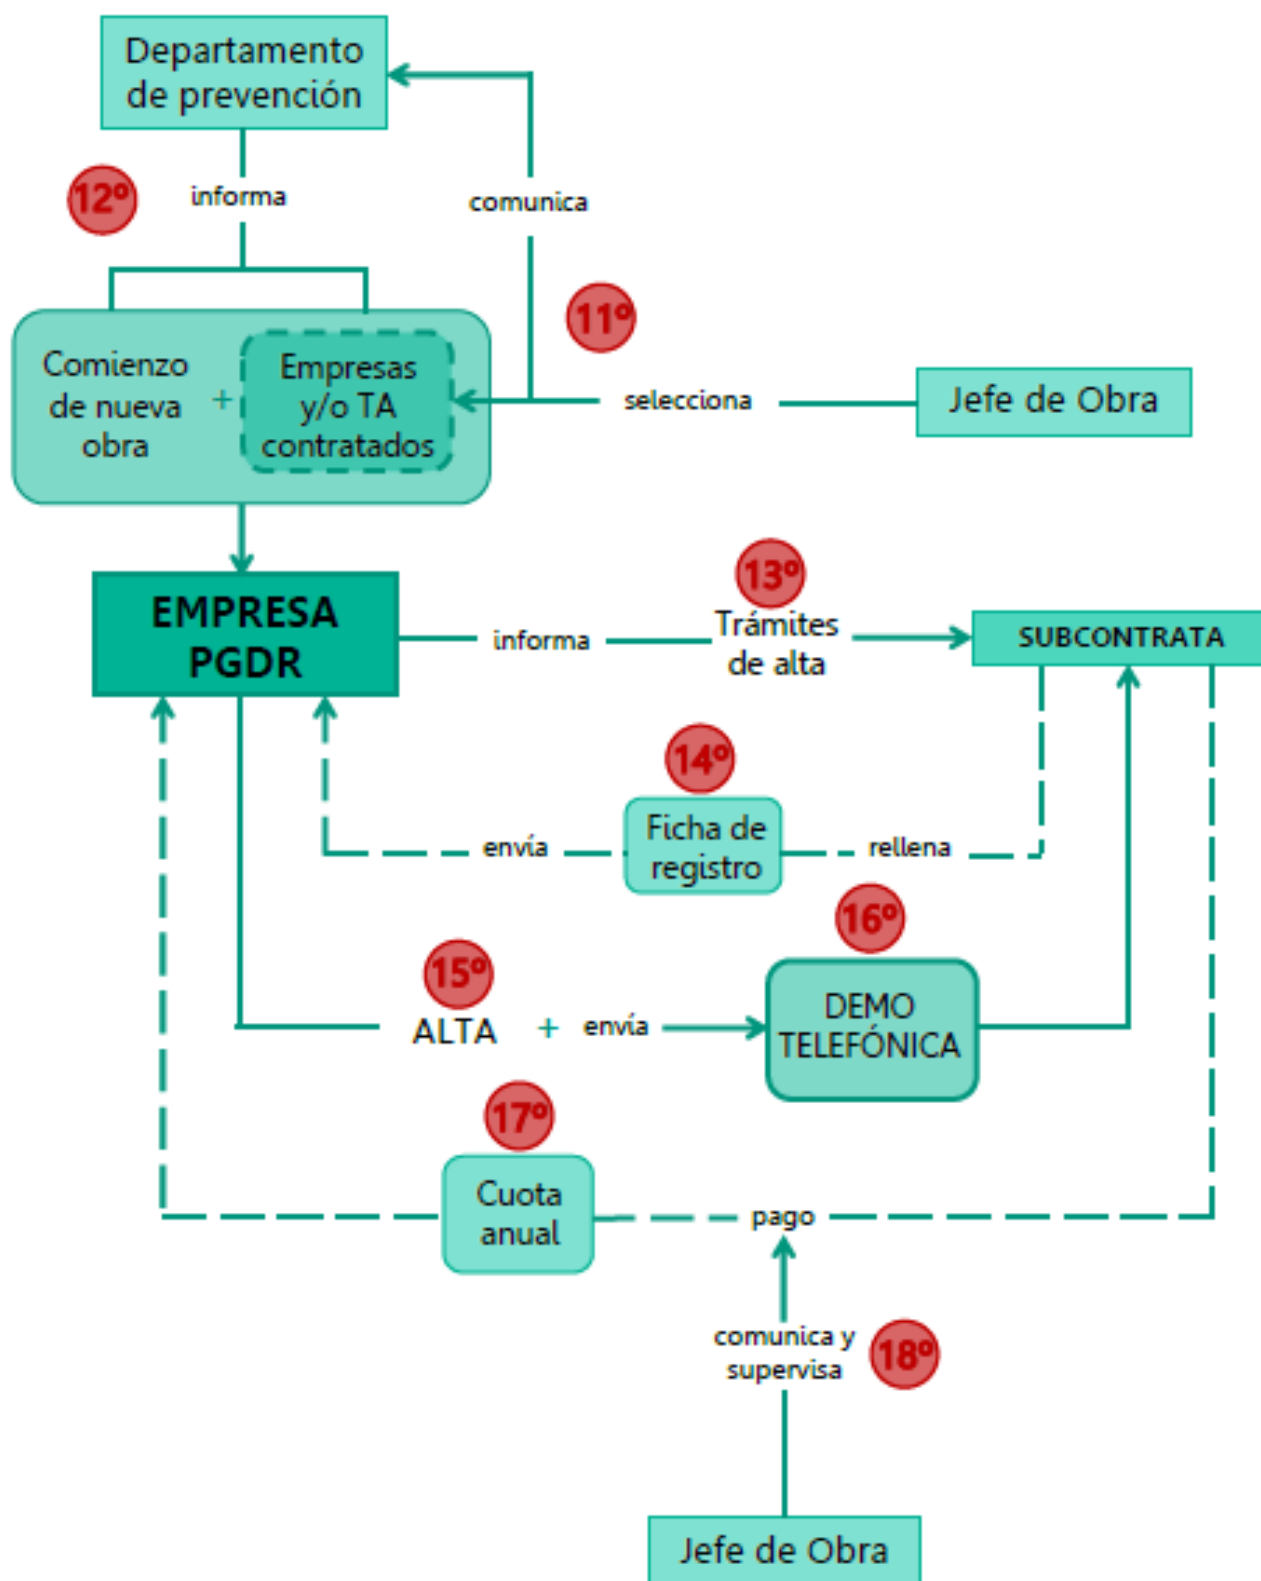 Departamento
de prevención
12º
informa
comunica
11º
Comienzo
de nueva
obra
+
Empresas
y/o TA
contratados
selecciona
Jefe de Obra
EMPRESA
PGDR
informa
13º
Trámites
de alta
SUBCONTRATA
14º
envía
Ficha de
registro
rellena
16º
15º
ALTA
+
envía
DEMO
TELEFÓNICA
17º
Cuota
anual
pago
comunica y
supervisa
18º
Jefe de Obra